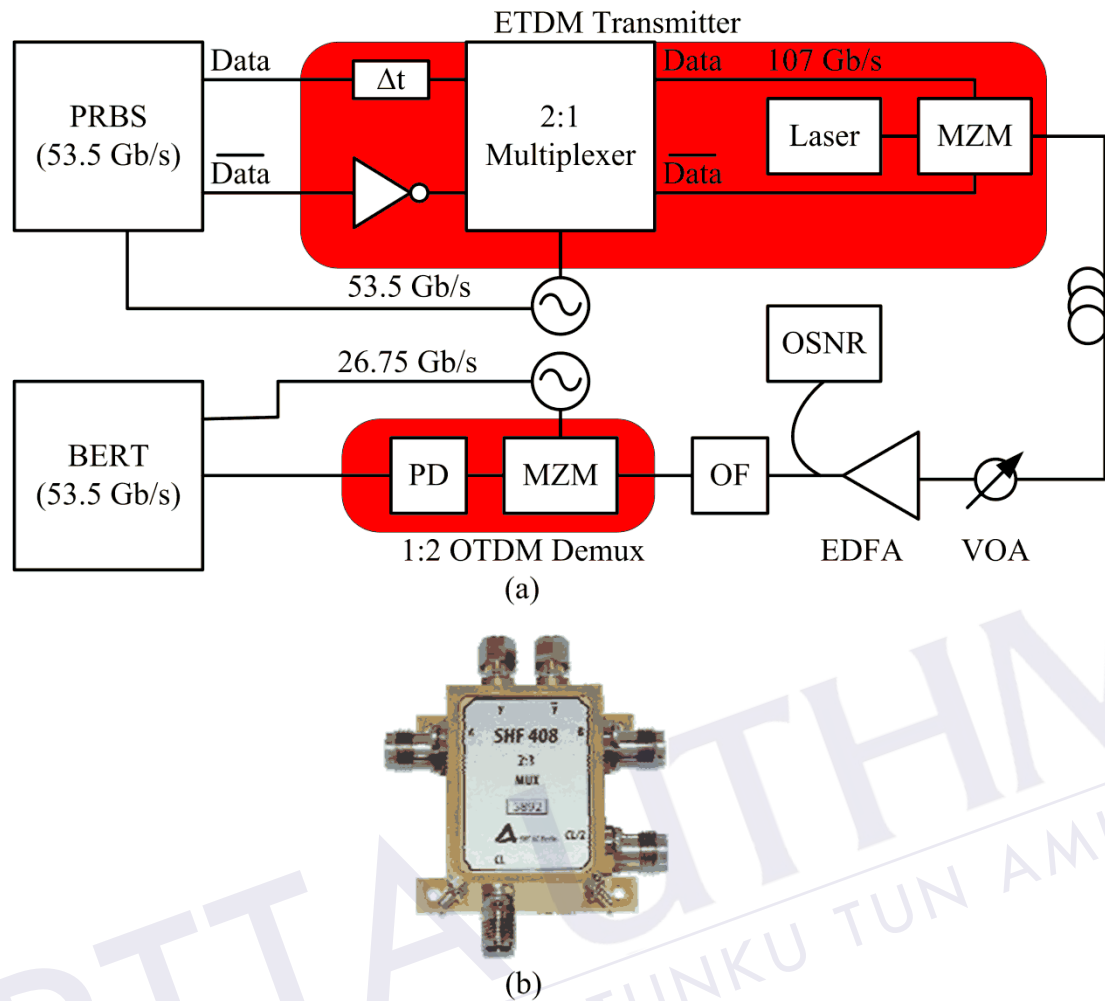 ETDM Transmitter
Data
Δt
Data
107 Gb/s
PRBS
(53.5 Gb/s)
2:1
Multiplexer
Laser
MZM
Data
Data
53.5 Gb/s
OSNR
26.75 Gb/s
BERT
(53.5 Gb/s)
PD
MZM
OF
1:2 OTDM Demux
EDFA
VOA
(a)
SHF 408
MUX
CL/2
CL
(b)
UTHM
TUNKU TUN AM